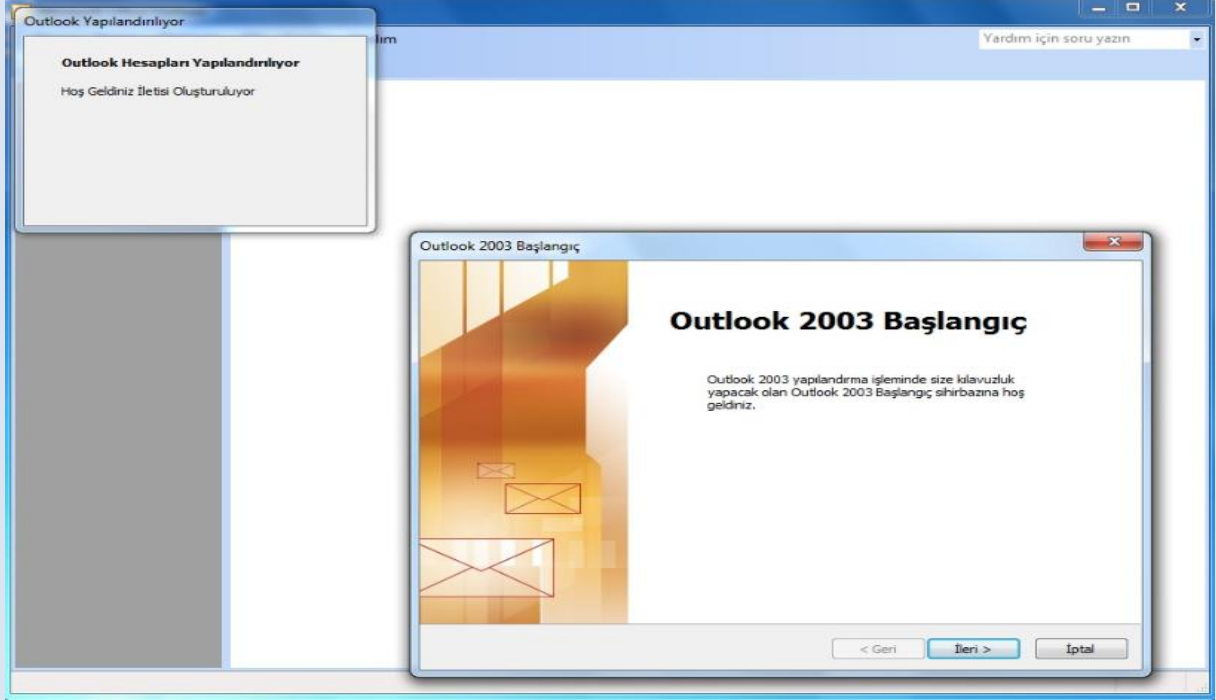 Outlook Yapılandırılıyor
Outlook Hesapları Yapılandırılıyor
Hoş Geldiniz İletisi Oluşturuluyor
Yardım için soru yazın
Outlook 2003 Başlangıç
Outlook 2003 Başlangıç
Outlook 2003 yapılandırma işleminde size kılavuzluk
yapacak olan Outlook 2003 Başlangıç sihirbazına hoş
geldiniz.
< Geri
İleri >
İptal